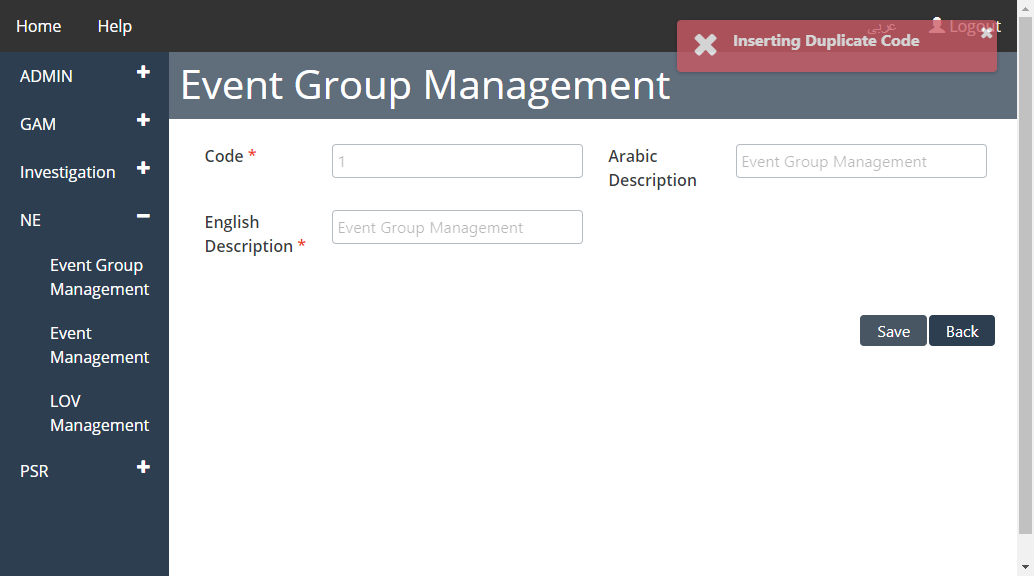 Home
Help
عربي
Logout
Inserting Duplicate Code
ADMIN
GAM
Investigation
NE
Event Group
Management
Event
Management
LOV
Management
PSR
Event Group Management
Code *
1
Arabic
Description
Event Group Management
English
Description *
Event Group Management
Save
Back